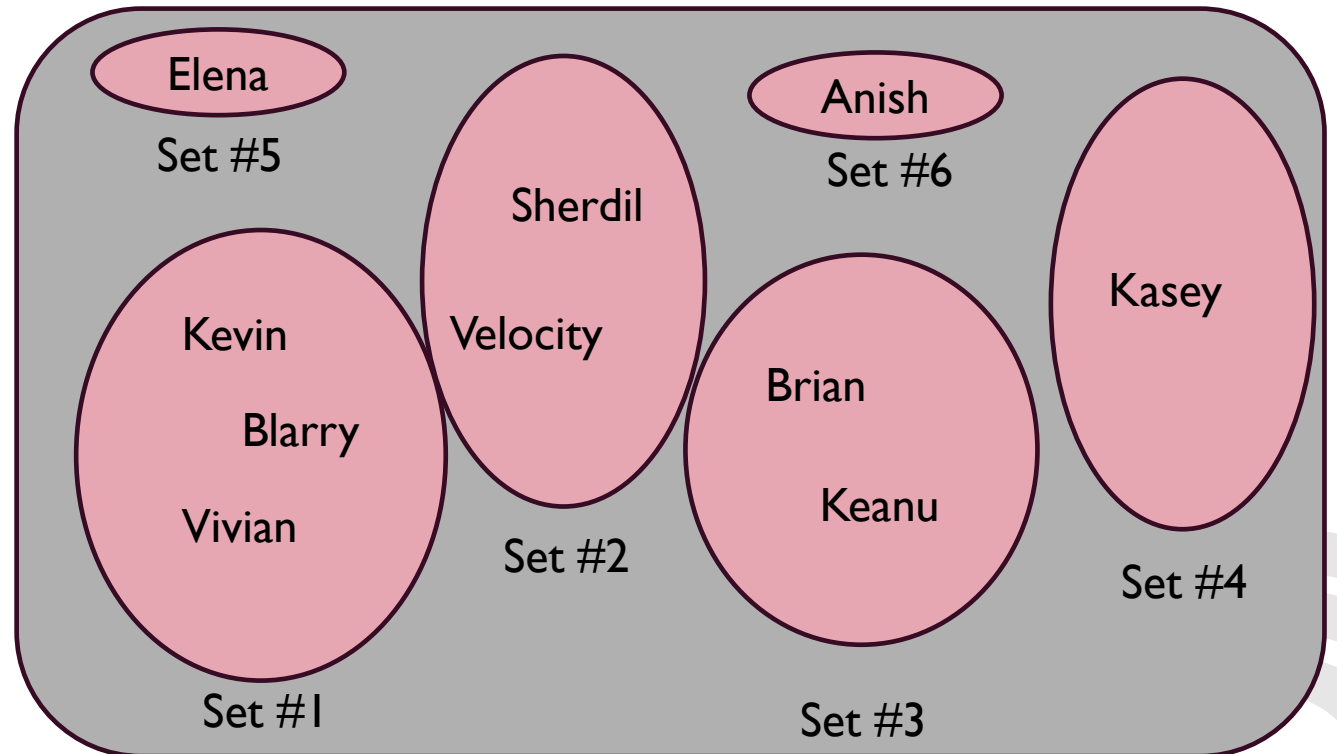 Elena
Set #5
Sherdil
Velocity
Set #2
Anish
Set #6
Kasey
Set #4
Kevin
Blarry
Vivian
Set #1
Brian
Keanu
Set #3